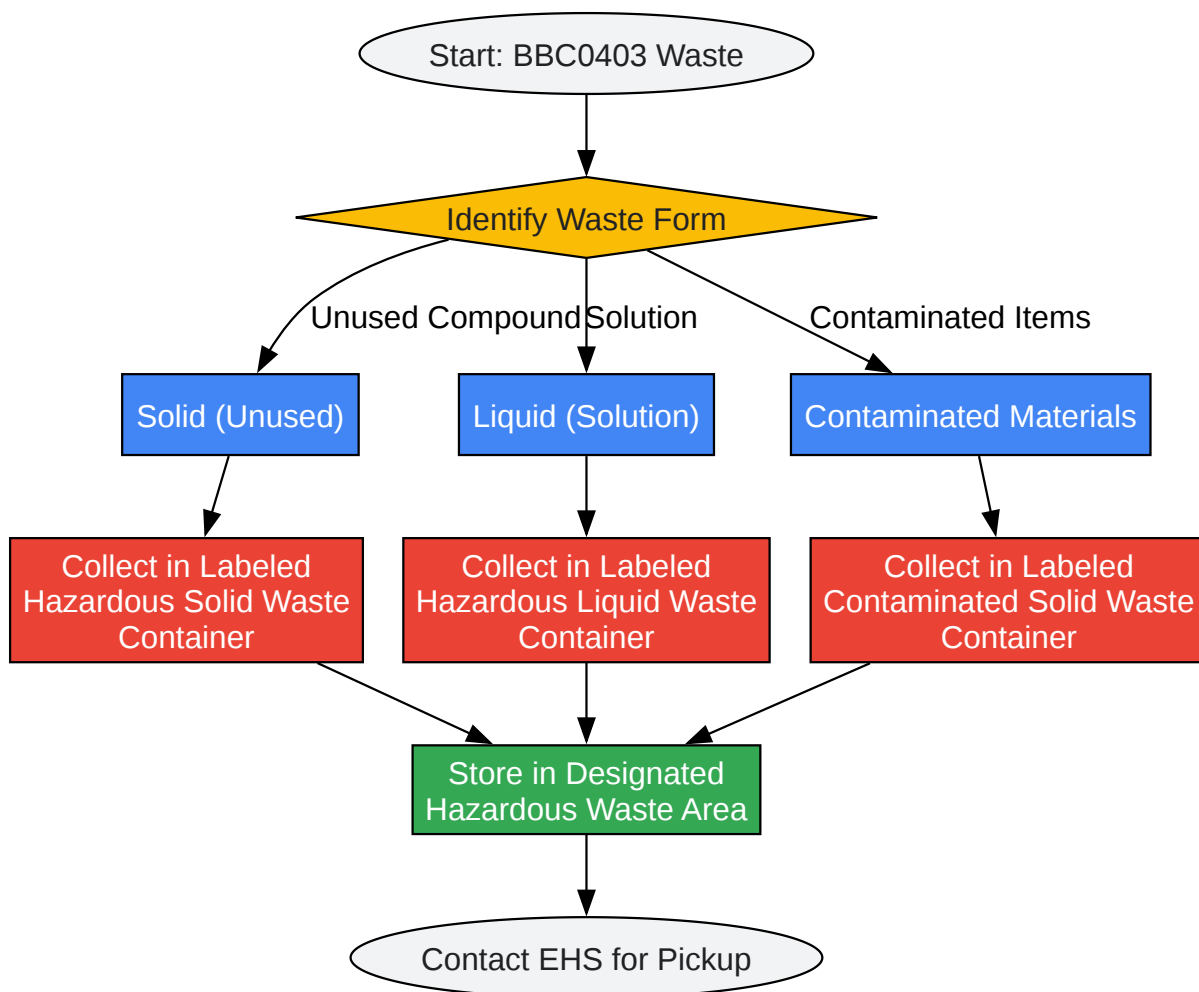 Start: BBC0403 Waste
Identify Waste Form
Unused Compound
Solution
Contaminated Items
Solid (Unused)
Liquid (Solution)
Contaminated Materials
Collect in Labeled
Hazardous Solid Waste
Container
Collect in Labeled
Hazardous Liquid Waste
Container
Collect in Labeled
Contaminated Solid Waste
Container
Store in Designated
Hazardous Waste Area
Contact EHS for Pickup